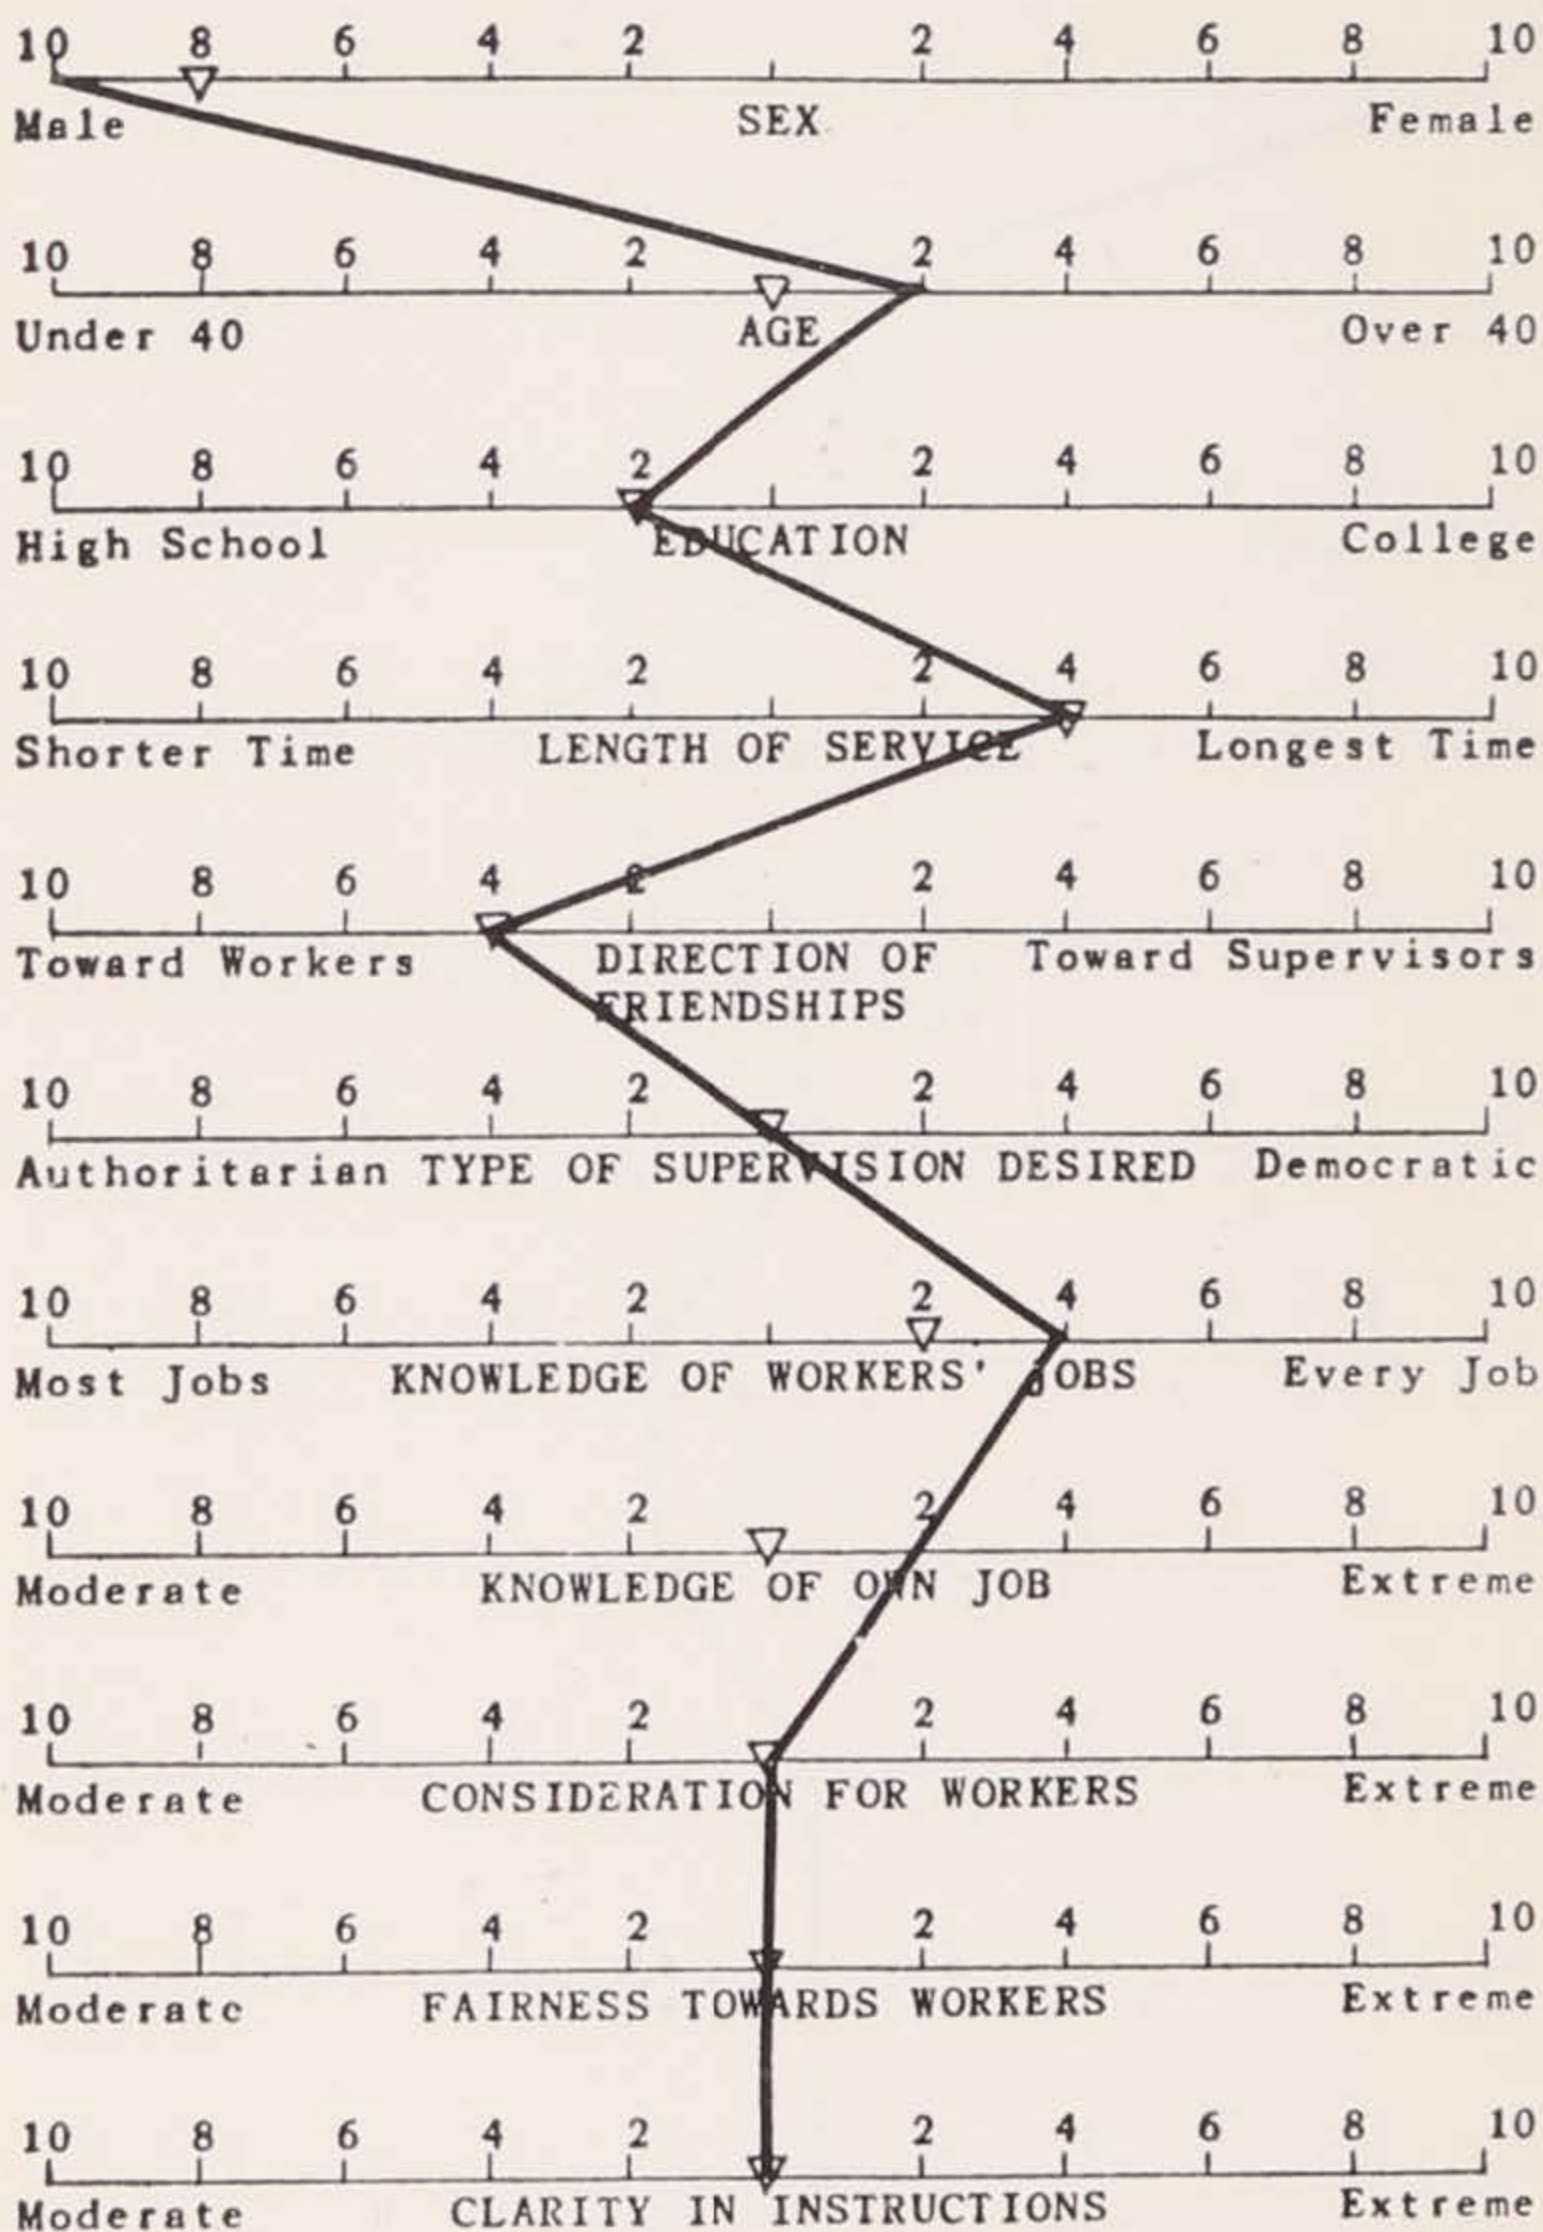 10 8 6 4 2 2 4 6 8 10
Male SEX Female
10 8 6 4 2 2 4 6 8 10
Under 40 AGE Over 40
10 8 6 4 2 2 4 6 8 10
High School EDUCATION College
10 8 6 4 2 2 4 6 8 10
Shorter Time LENGTH OF SERVICE Longest Time
10 8 6 4 2 2 4 6 8 10
Toward Workers DIRECTION OF Toward Supervisors
FRIENDSHIPS
10 8 6 4 2 2 4 6 8 10
Authoritarian TYPE OF SUPERVISION DESIRED Democratic
10 8 6 4 2 2 4 6 8 10
Most Jobs KNOWLEDGE OF WORKERS' JOBS Every Job
10 8 6 4 2 2 4 6 8 10
Moderate KNOWLEDGE OF OWN JOB Extreme
10 8 6 4 2 2 4 6 8 10
Moderate CONSIDERATION FOR WORKERS Extreme
10 8 6 4 2 2 4 6 8 10
Moderate FAIRNESS TOWARDS WORKERS Extreme
10 8 6 4 2 2 4 6 8 10
Moderate CLARITY IN INSTRUCTIONS Extreme